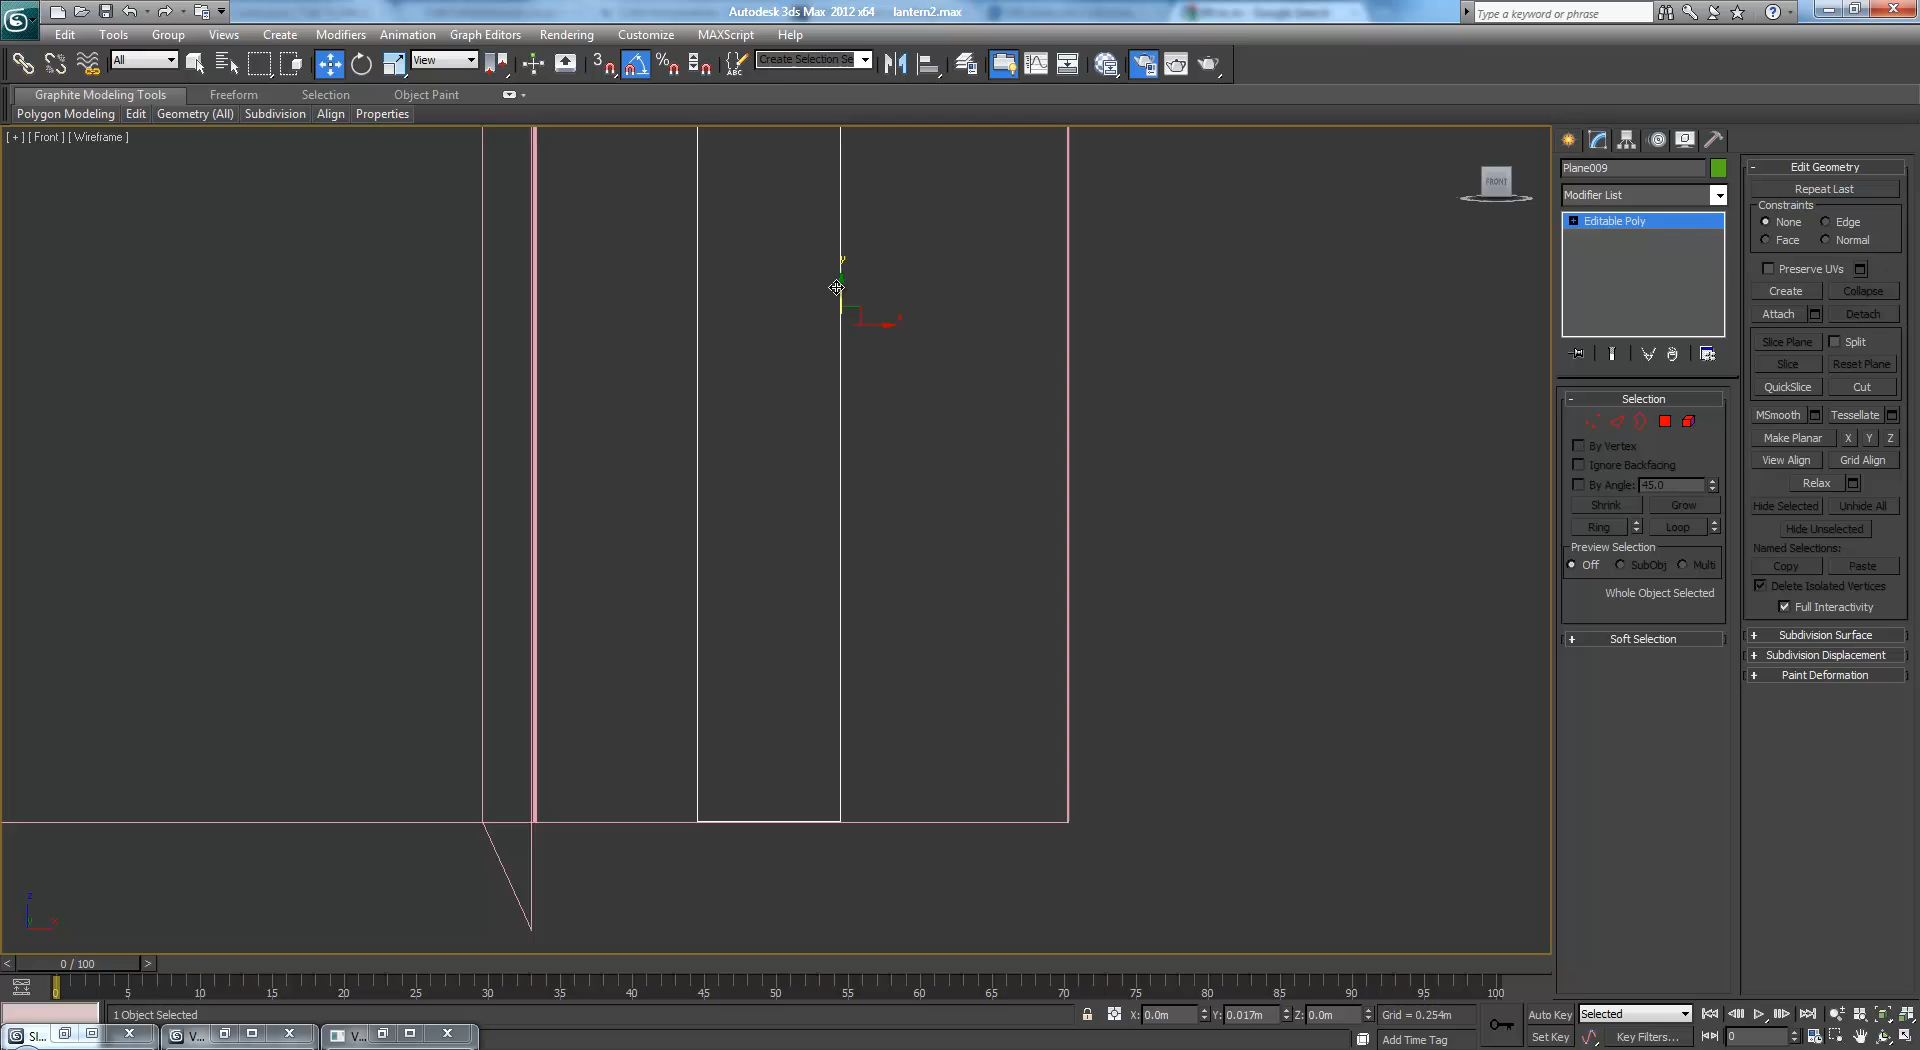 Autodesk 3ds Max 2012 x64    lantern2.max
Type a keyword or phrase
Edit Tools Group Views Create Modifiers Animation Graph Editors Rendering Customize MAXScript Help
All View 3 Create Selection Se
Graphite Modeling Tools Freeform Selection Object Paint
Polygon Modeling Edit Geometry (All) Subdivision Align Properties
[ + ] [ Front ] [ Wireframe ]
FRONT
y
x
z
x
Plane009
Modifier List
Editable Poly
- Selection
By Vertex
Ignore Backfacing
By Angle: 45.0
Shrink Grow
Ring Loop
Preview Selection
Off SubObj Multi
Whole Object Selected
+ Soft Selection
- Edit Geometry
Repeat Last
Constraints
None Edge
Face Normal
Preserve UVs
Create Collapse
Attach Detach
Slice Plane Split
Slice Reset Plane
QuickSlice Cut
MSmooth Tessellate
Make Planar X Y Z
View Align Grid Align
Relax
Hide Selected Unhide All
Hide Unselected
Named Selections:
Copy Paste
Delete Isolated Vertices
Full Interactivity
+ Subdivision Surface
+ Subdivision Displacement
+ Paint Deformation
< 0 / 100 >
0 5 10 15 20 25 30 35 40 45 50 55 60 65 70 75 80 85 90 95 100
1 Object Selected X: 0.0m Y: 0.017m Z: 0.0m Grid = 0.254m Auto Key Selected
Sl... V... V... Add Time Tag Set Key Key Filters... 0